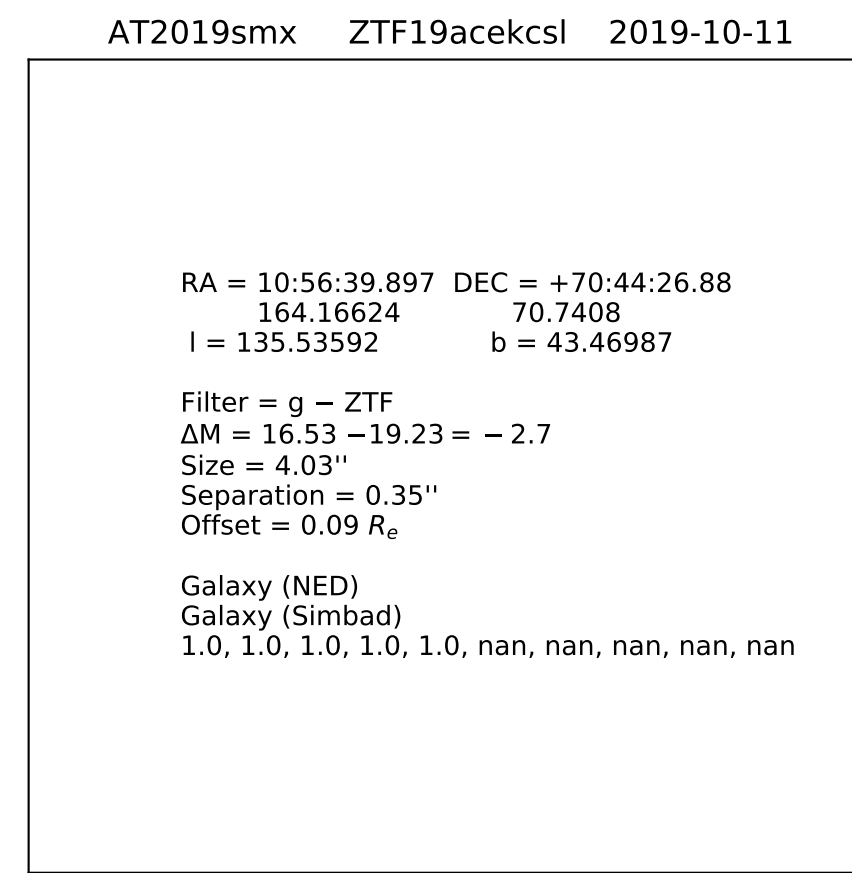 AT2019smx ZTF19acekcsl 2019-10-11
RA = 10:56:39.897 DEC = +70:44:26.88
164.16624 70.7408
l = 135.53592 b = 43.46987
Filter = g − ZTF
ΔM = 16.53 −19.23 = − 2.7
Size = 4.03''
Separation = 0.35''
Offset = 0.09 Rₑ
Galaxy (NED)
Galaxy (Simbad)
1.0, 1.0, 1.0, 1.0, 1.0, nan, nan, nan, nan, nan